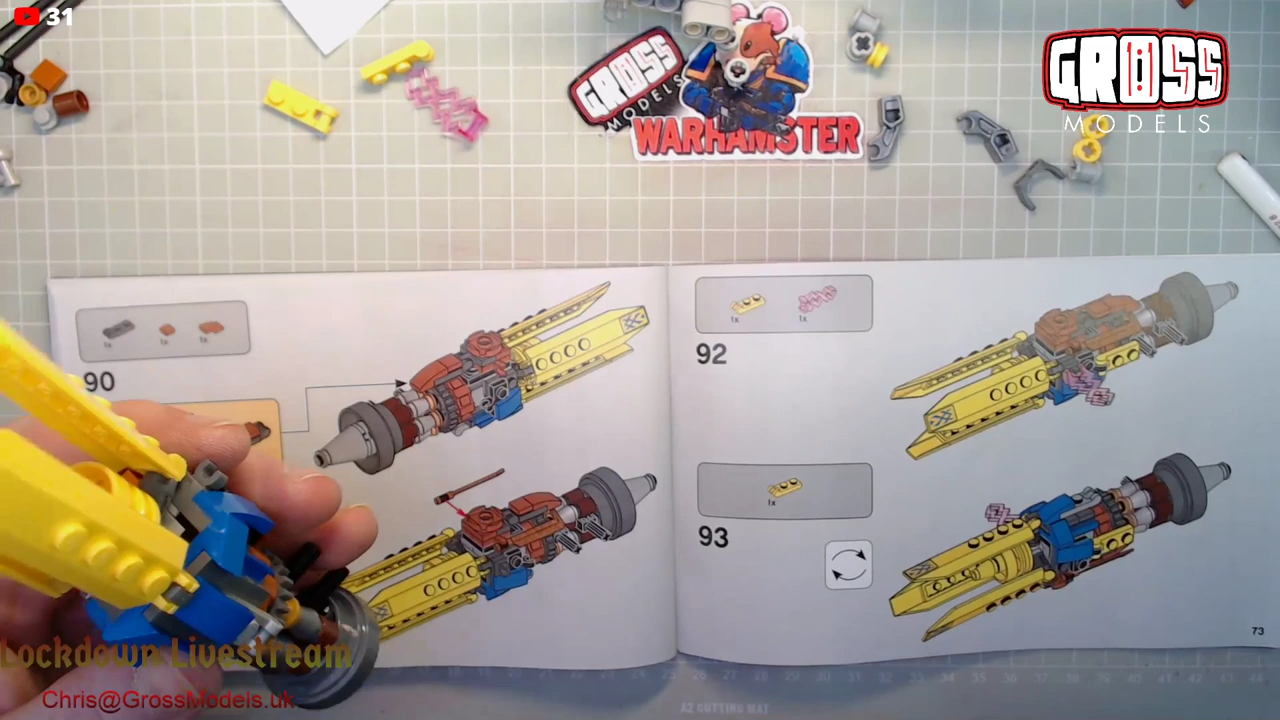 31
GROSS
MODELS
WARHAMSTER
GROSS
MODELS
1x
1x
1x
90
1x
1x
92
1x
93
73
Lockdown Livestream
Chris@GrossModels.uk
A2 CUTTING MAT